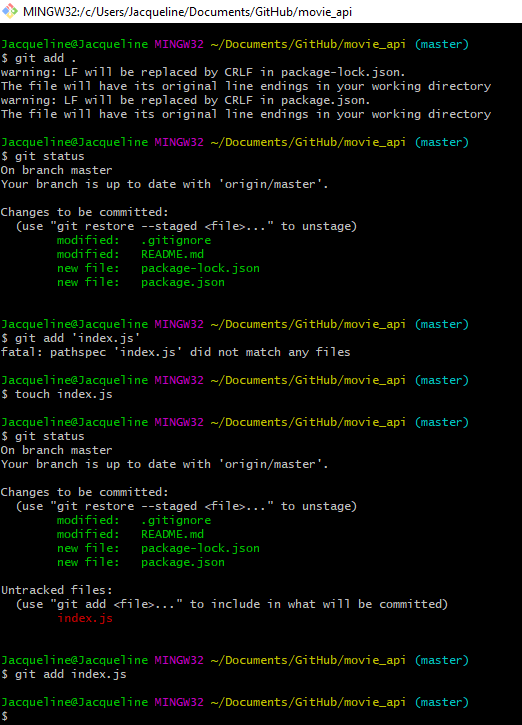 MINGW32:/c/Users/Jacqueline/Documents/GitHub/movie_api
Jacqueline@Jacqueline MINGW32 ~/Documents/GitHub/movie_api (master)
$ git add .
warning: LF will be replaced by CRLF in package-lock.json.
The file will have its original line endings in your working directory
warning: LF will be replaced by CRLF in package.json.
The file will have its original line endings in your working directory
Jacqueline@Jacqueline MINGW32 ~/Documents/GitHub/movie_api (master)
$ git status
On branch master
Your branch is up to date with 'origin/master'.
Changes to be committed:
  (use "git restore --staged <file>..." to unstage)
        modified:   .gitignore
        modified:   README.md
        new file:   package-lock.json
        new file:   package.json
Jacqueline@Jacqueline MINGW32 ~/Documents/GitHub/movie_api (master)
$ git add 'index.js'
fatal: pathspec 'index.js' did not match any files
Jacqueline@Jacqueline MINGW32 ~/Documents/GitHub/movie_api (master)
$ touch index.js
Jacqueline@Jacqueline MINGW32 ~/Documents/GitHub/movie_api (master)
$ git status
On branch master
Your branch is up to date with 'origin/master'.
Changes to be committed:
  (use "git restore --staged <file>..." to unstage)
        modified:   .gitignore
        modified:   README.md
        new file:   package-lock.json
        new file:   package.json
Untracked files:
  (use "git add <file>..." to include in what will be committed)
        index.js
Jacqueline@Jacqueline MINGW32 ~/Documents/GitHub/movie_api (master)
$ git add index.js
Jacqueline@Jacqueline MINGW32 ~/Documents/GitHub/movie_api (master)
$